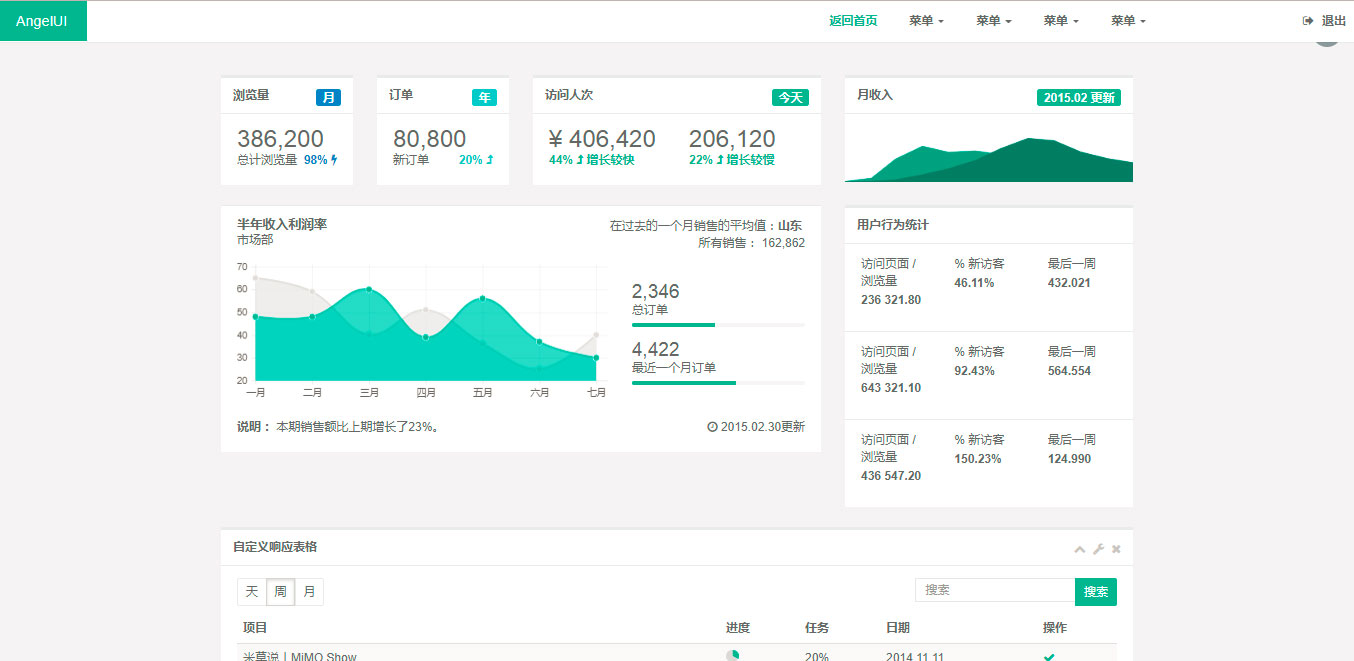 AngelUI
返回首页 菜单 菜单 菜单 菜单 退出
浏览量 月
386,200
总计浏览量 98%
订单 年
80,800
新订单 20%
访问人次 今天
¥ 406,420 206,120
44% 增长较快 22% 增长较慢
月收入 2015.02 更新
半年收入利润率
市场部
在过去的一个月销售的平均值：山东
所有销售： 162,862
70
60
50
40
30
20
一月 二月 三月 四月 五月 六月 七月
2,346
总订单
4,422
最近一个月订单
说明： 本期销售额比上期增长了23%。
2015.02.30更新
用户行为统计
访问页面 / 浏览量
236 321.80
% 新访客
46.11%
最后一周
432.021
访问页面 / 浏览量
643 321.10
% 新访客
92.43%
最后一周
564.554
访问页面 / 浏览量
436 547.20
% 新访客
150.23%
最后一周
124.990
自定义响应表格
天 周 月
搜索 搜索
项目 进度 任务 日期 操作
米莫说 | MiMO Show 20% 2014.11.11